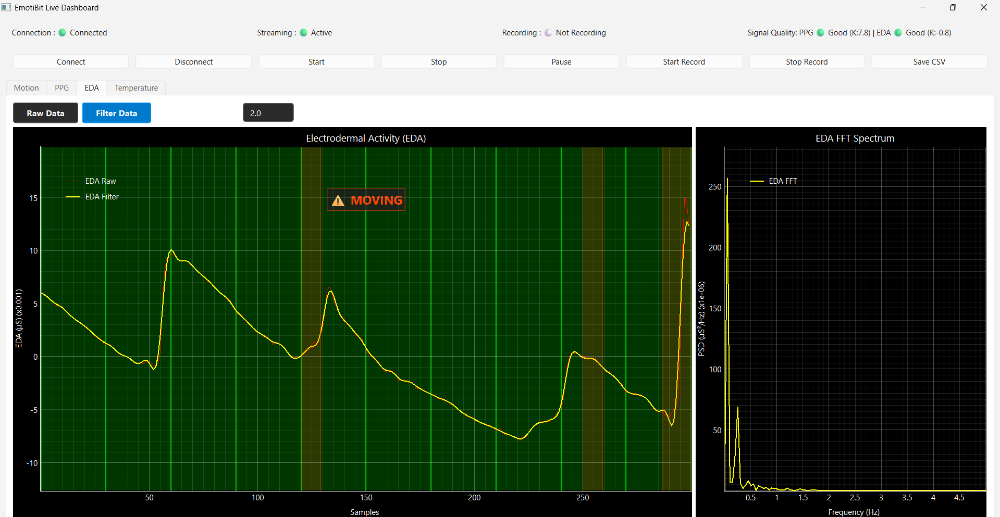 EmotiBit Live Dashboard
Connection : Connected
Streaming : Active
Recording : Not Recording
Signal Quality: PPG Good (K:7.8) | EDA Good (K:-0.8)
Connect
Disconnect
Start
Stop
Pause
Start Record
Stop Record
Save CSV
Motion
PPG
EDA
Temperature
Raw Data
Filter Data
2.0
Electrodermal Activity (EDA)
EDA Raw
EDA Filter
⚠ MOVING
EDA (µS) (x0.001)
15
10
5
0
-5
-10
50
100
150
200
250
Samples
EDA FFT Spectrum
EDA FFT
PSD (µS²/Hz) (x1e-06)
250
200
150
100
50
0.5
1
1.5
2
2.5
3
3.5
4
4.5
Frequency (Hz)